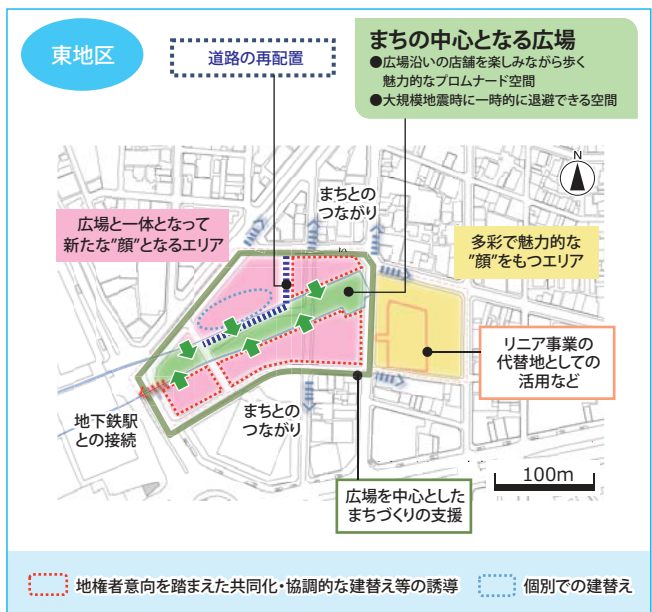 東地区
道路の再配置
まちの中心となる広場
●広場沿いの店舗を楽しみながら歩く
魅力的なプロムナード空間
●大規模地震時に一時的に退避できる空間
N
まちとの
つながり
広場と一体となって
新たな"顔"となるエリア
多彩で魅力的な
"顔"をもつエリア
リニア事業の
代替地としての
活用など
地下鉄駅
との接続
まちとの
つながり
100m
広場を中心とした
まちづくりの支援
地権者意向を踏まえた共同化・協調的な建替え等の誘導
個別での建替え